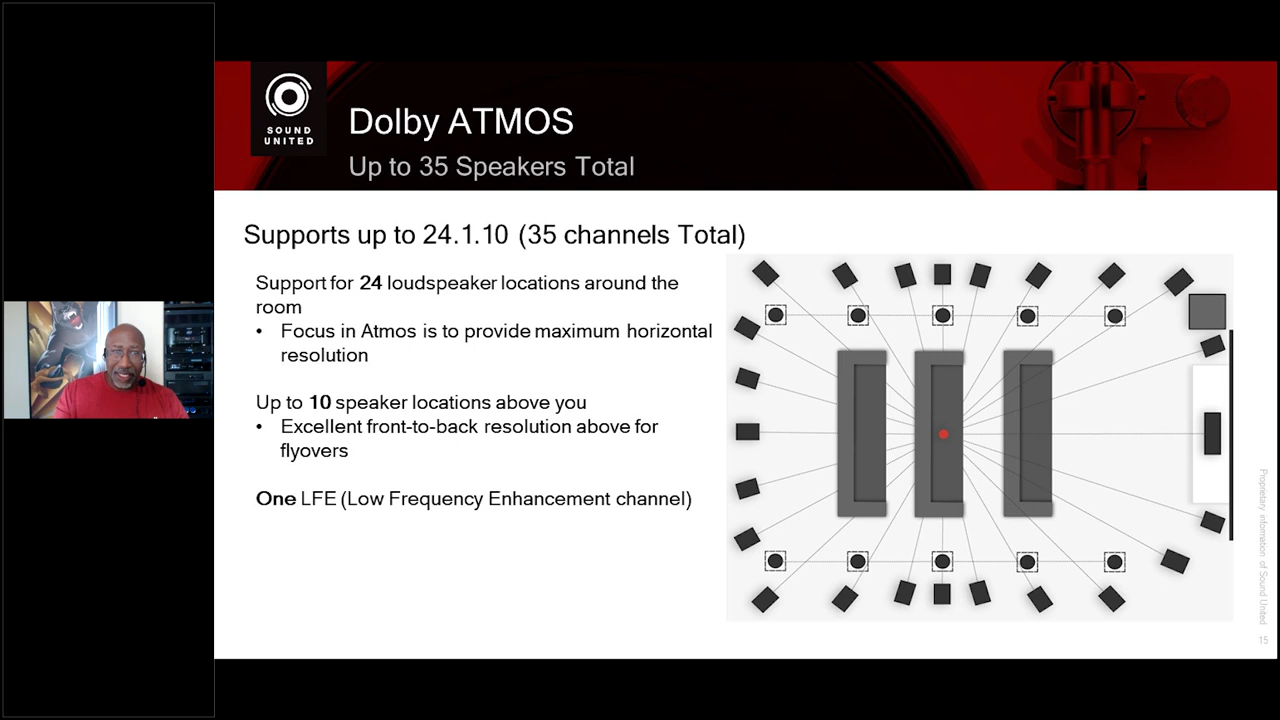 SOUND
UNITED
Dolby ATMOS
Up to 35 Speakers Total
Supports up to 24.1.10 (35 channels Total)
Support for 24 loudspeaker locations around the
room
• Focus in Atmos is to provide maximum horizontal
resolution
Up to 10 speaker locations above you
• Excellent front-to-back resolution above for
flyovers
One LFE (Low Frequency Enhancement channel)
Proprietary information of Sound United
15